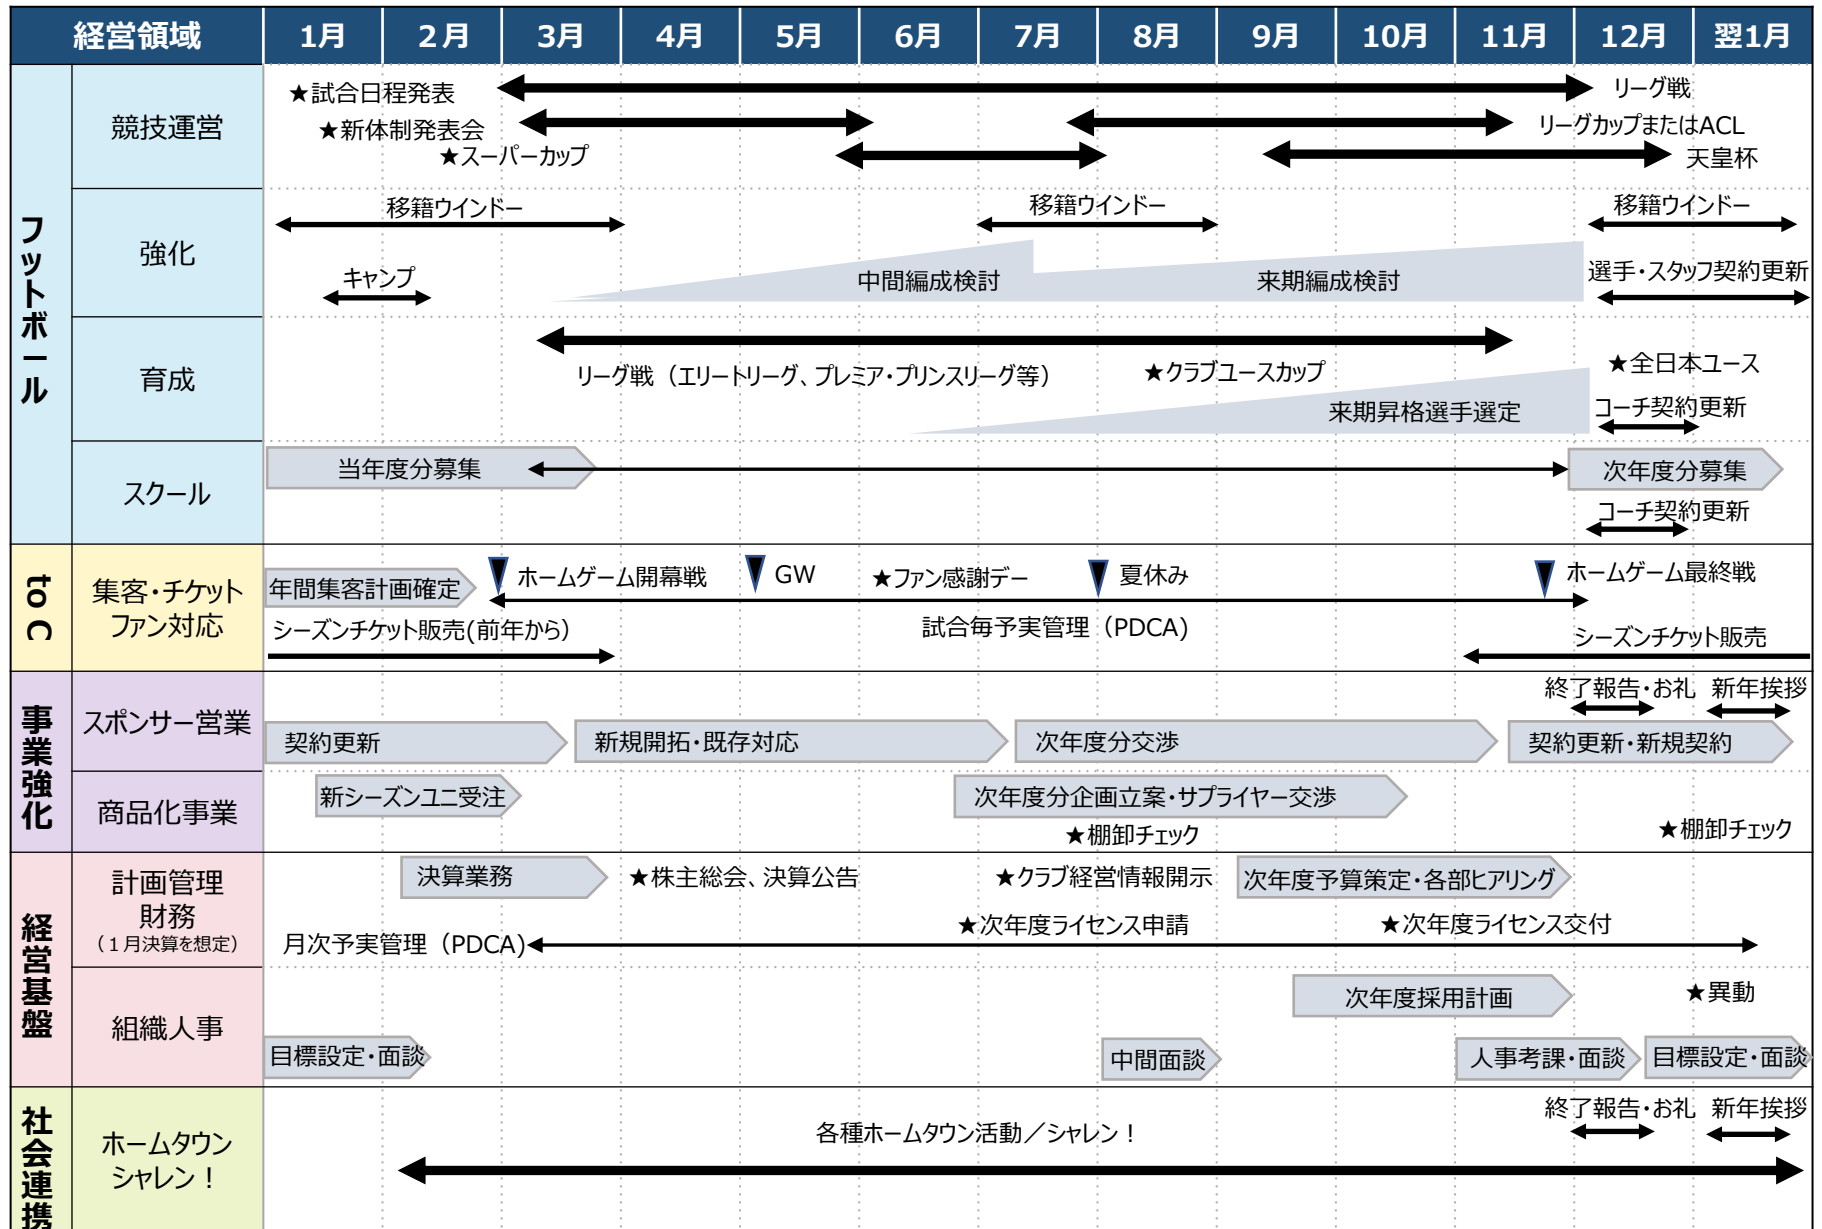 経営領域 1月 2月 3月 4月 5月 6月 7月 8月 9月 10月 11月 12月 翌1月
フットボール
競技運営
★試合日程発表
リーグ戦
★新体制発表会
リーグカップまたはACL
★スーパーカップ
天皇杯
強化
移籍ウインドー
移籍ウインドー
移籍ウインドー
キャンプ
中間編成検討
来期編成検討
選手・スタッフ契約更新
育成
リーグ戦（エリートリーグ、プレミア・プリンスリーグ等）
★クラブユースカップ
★全日本ユース
来期昇格選手選定
コーチ契約更新
スクール
当年度分募集
次年度分募集
コーチ契約更新
to C
集客・チケット
ファン対応
年間集客計画確定
ホームゲーム開幕戦
GW
★ファン感謝デー
夏休み
ホームゲーム最終戦
シーズンチケット販売(前年から)
試合毎予実管理（PDCA)
シーズンチケット販売
事業強化
スポンサー営業
終了報告・お礼
新年挨拶
契約更新
新規開拓・既存対応
次年度分交渉
契約更新・新規契約
商品化事業
新シーズンユニ受注
次年度分企画立案・サプライヤー交渉
★棚卸チェック
★棚卸チェック
経営基盤
計画管理
財務
（１月決算を想定）
決算業務
★株主総会、決算公告
★クラブ経営情報開示
次年度予算策定・各部ヒアリング
★次年度ライセンス申請
★次年度ライセンス交付
月次予実管理（PDCA)
組織人事
次年度採用計画
★異動
目標設定・面談
中間面談
人事考課・面談
目標設定・面談
社会連携
ホームタウン
シャレン！
各種ホームタウン活動／シャレン！
終了報告・お礼
新年挨拶